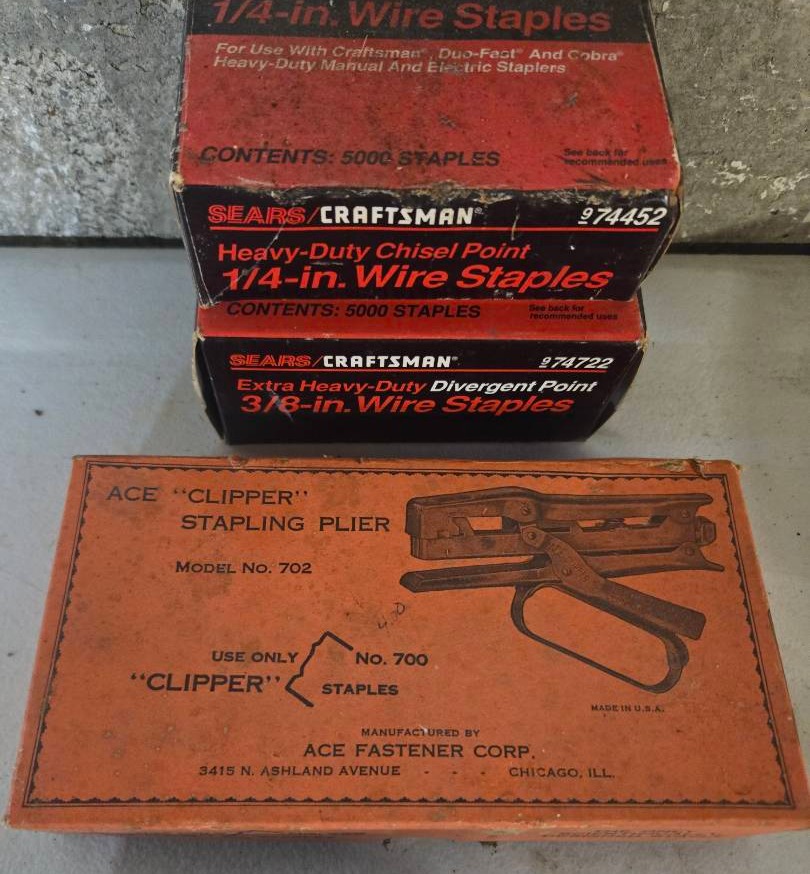 1/4-in. Wire Staples
For Use With Craftsman®, Duo-Fast® And Cobra®
Heavy-Duty Manual And Electric Staplers
CONTENTS: 5000 STAPLES
See back for
recommended uses
SEARS/CRAFTSMAN® 974452
Heavy-Duty Chisel Point
1/4-in. Wire Staples
CONTENTS: 5000 STAPLES
See back for
recommended uses
SEARS/CRAFTSMAN® 974722
Extra Heavy-Duty Divergent Point
3/8-in. Wire Staples
ACE "CLIPPER"
STAPLING PLIER
MODEL NO. 702
USE ONLY NO. 700
"CLIPPER" STAPLES
MADE IN U.S.A.
MANUFACTURED BY
ACE FASTENER CORP.
3415 N. ASHLAND AVENUE - - - CHICAGO, ILL.